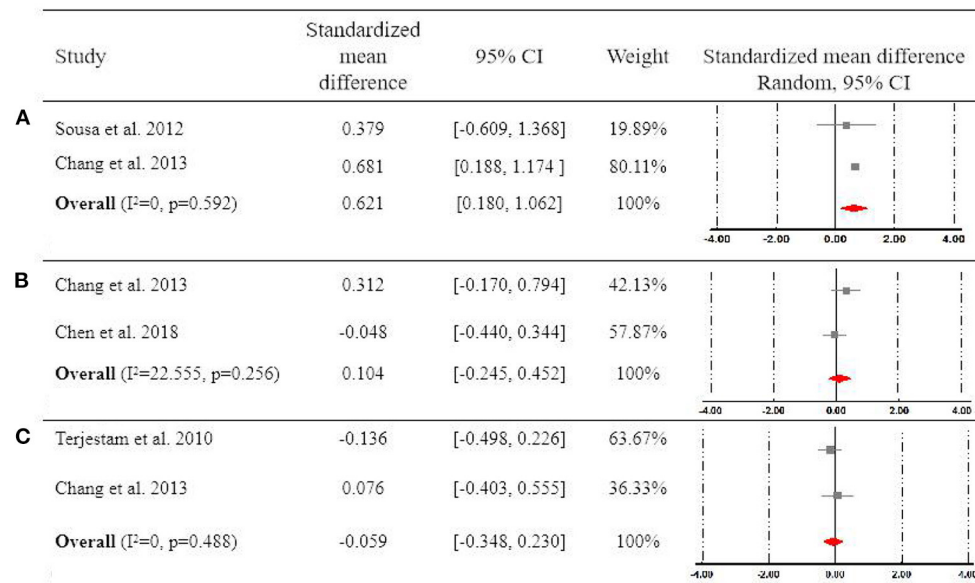 Study Standardized mean difference 95% CI Weight Standardized mean difference Random, 95% CI
A
Sousa et al. 2012 0.379 [-0.609, 1.368] 19.89%
Chang et al. 2013 0.681 [0.188, 1.174 ] 80.11%
Overall (I²=0, p=0.592) 0.621 [0.180, 1.062] 100%
-4.00 -2.00 0.00 2.00 4.00
B
Chang et al. 2013 0.312 [-0.170, 0.794] 42.13%
Chen et al. 2018 -0.048 [-0.440, 0.344] 57.87%
Overall (I²=22.555, p=0.256) 0.104 [-0.245, 0.452] 100%
-4.00 -2.00 0.00 2.00 4.00
C
Terjestam et al. 2010 -0.136 [-0.498, 0.226] 63.67%
Chang et al. 2013 0.076 [-0.403, 0.555] 36.33%
Overall (I²=0, p=0.488) -0.059 [-0.348, 0.230] 100%
-4.00 -2.00 0.00 2.00 4.00